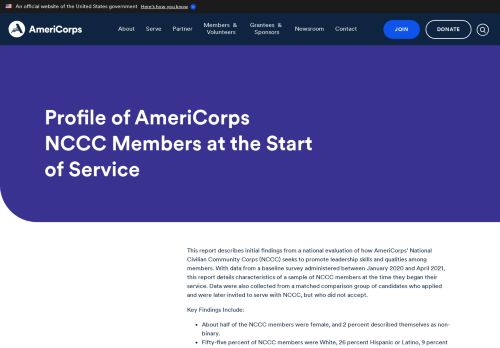 An official website of the United States government Here's how you know
AmeriCorps
About Serve Partner Members & Volunteers Grantees & Sponsors Newsroom Contact JOIN DONATE
Profile of AmeriCorps
NCCC Members at the Start
of Service
This report describes initial findings from a national evaluation of how AmeriCorps' National
Civilian Community Corps (NCCC) seeks to promote leadership skills and qualities among
members. With data from a baseline survey administered between January 2020 and April 2021,
this report details characteristics of a sample of NCCC members at the time they began their
service. Data were also collected from a matched comparison group of candidates who applied
and were later invited to serve with NCCC, but who did not accept.
Key Findings Include:
• About half of the NCCC members were female, and 2 percent described themselves as non-
binary.
• Fifty-five percent of NCCC members were White, 26 percent Hispanic or Latino, 9 percent